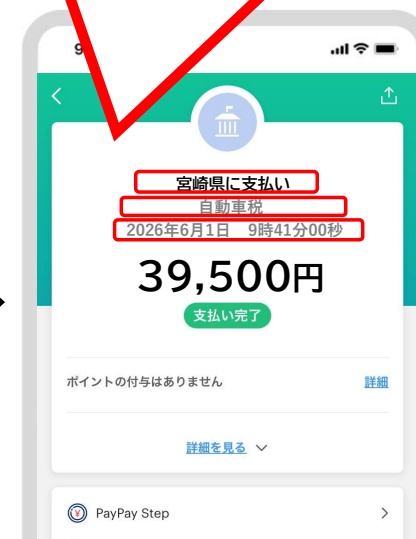 9
宮崎県に支払い
自動車税
2026年6月1日 9時41分00秒
39,500円
支払い完了
ポイントの付与はありません
詳細
詳細を見る
PayPay Step